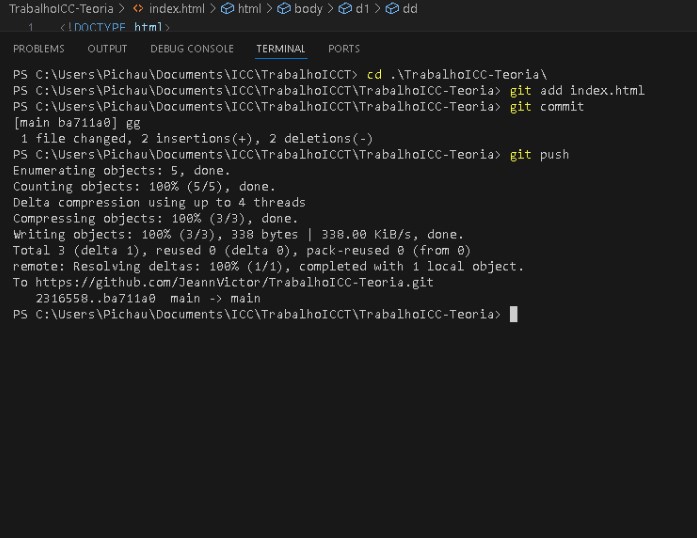 TrabalhoICC-Teoria > index.html > html > body > d1 > dd
1 <!DOCTYPE html>
PROBLEMS OUTPUT DEBUG CONSOLE TERMINAL PORTS
PS C:\Users\Pichau\Documents\ICC\TrabalhoICCT> cd .\TrabalhoICC-Teoria\
PS C:\Users\Pichau\Documents\ICC\TrabalhoICCT\TrabalhoICC-Teoria> git add index.html
PS C:\Users\Pichau\Documents\ICC\TrabalhoICCT\TrabalhoICC-Teoria> git commit
[main ba711a0] gg
1 file changed, 2 insertions(+), 2 deletions(-)
PS C:\Users\Pichau\Documents\ICC\TrabalhoICCT\TrabalhoICC-Teoria> git push
Enumerating objects: 5, done.
Counting objects: 100% (5/5), done.
Delta compression using up to 4 threads
Compressing objects: 100% (3/3), done.
Writing objects: 100% (3/3), 338 bytes | 338.00 KiB/s, done.
Total 3 (delta 1), reused 0 (delta 0), pack-reused 0 (from 0)
remote: Resolving deltas: 100% (1/1), completed with 1 local object.
To https://github.com/JeannVictor/TrabalhoICC-Teoria.git
2316558..ba711a0 main -> main
PS C:\Users\Pichau\Documents\ICC\TrabalhoICCT\TrabalhoICC-Teoria>